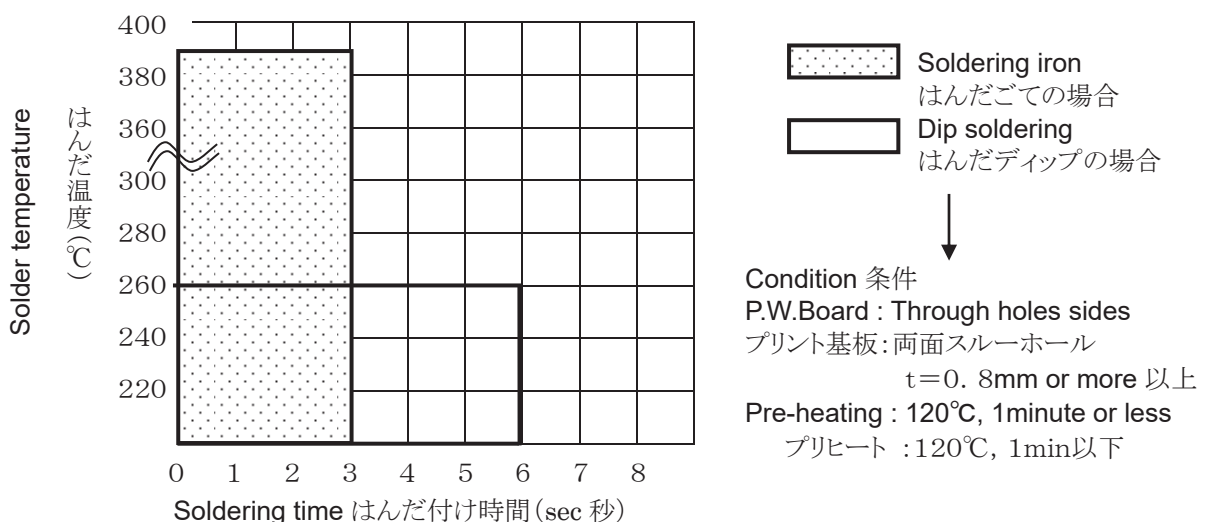 400
380
360
300
280
260
240
220
0 1 2 3 4 5 6 7 8
Solder temperature
はんだ温度(℃)
Soldering time はんだ付け時間(sec 秒)
Soldering iron
はんだごての場合
Dip soldering
はんだディップの場合
Condition 条件
P.W.Board : Through holes sides
プリント基板:両面スルーホール
t=0. 8mm or more 以上
Pre-heating : 120℃, 1minute or less
プリヒート :120℃, 1min以下